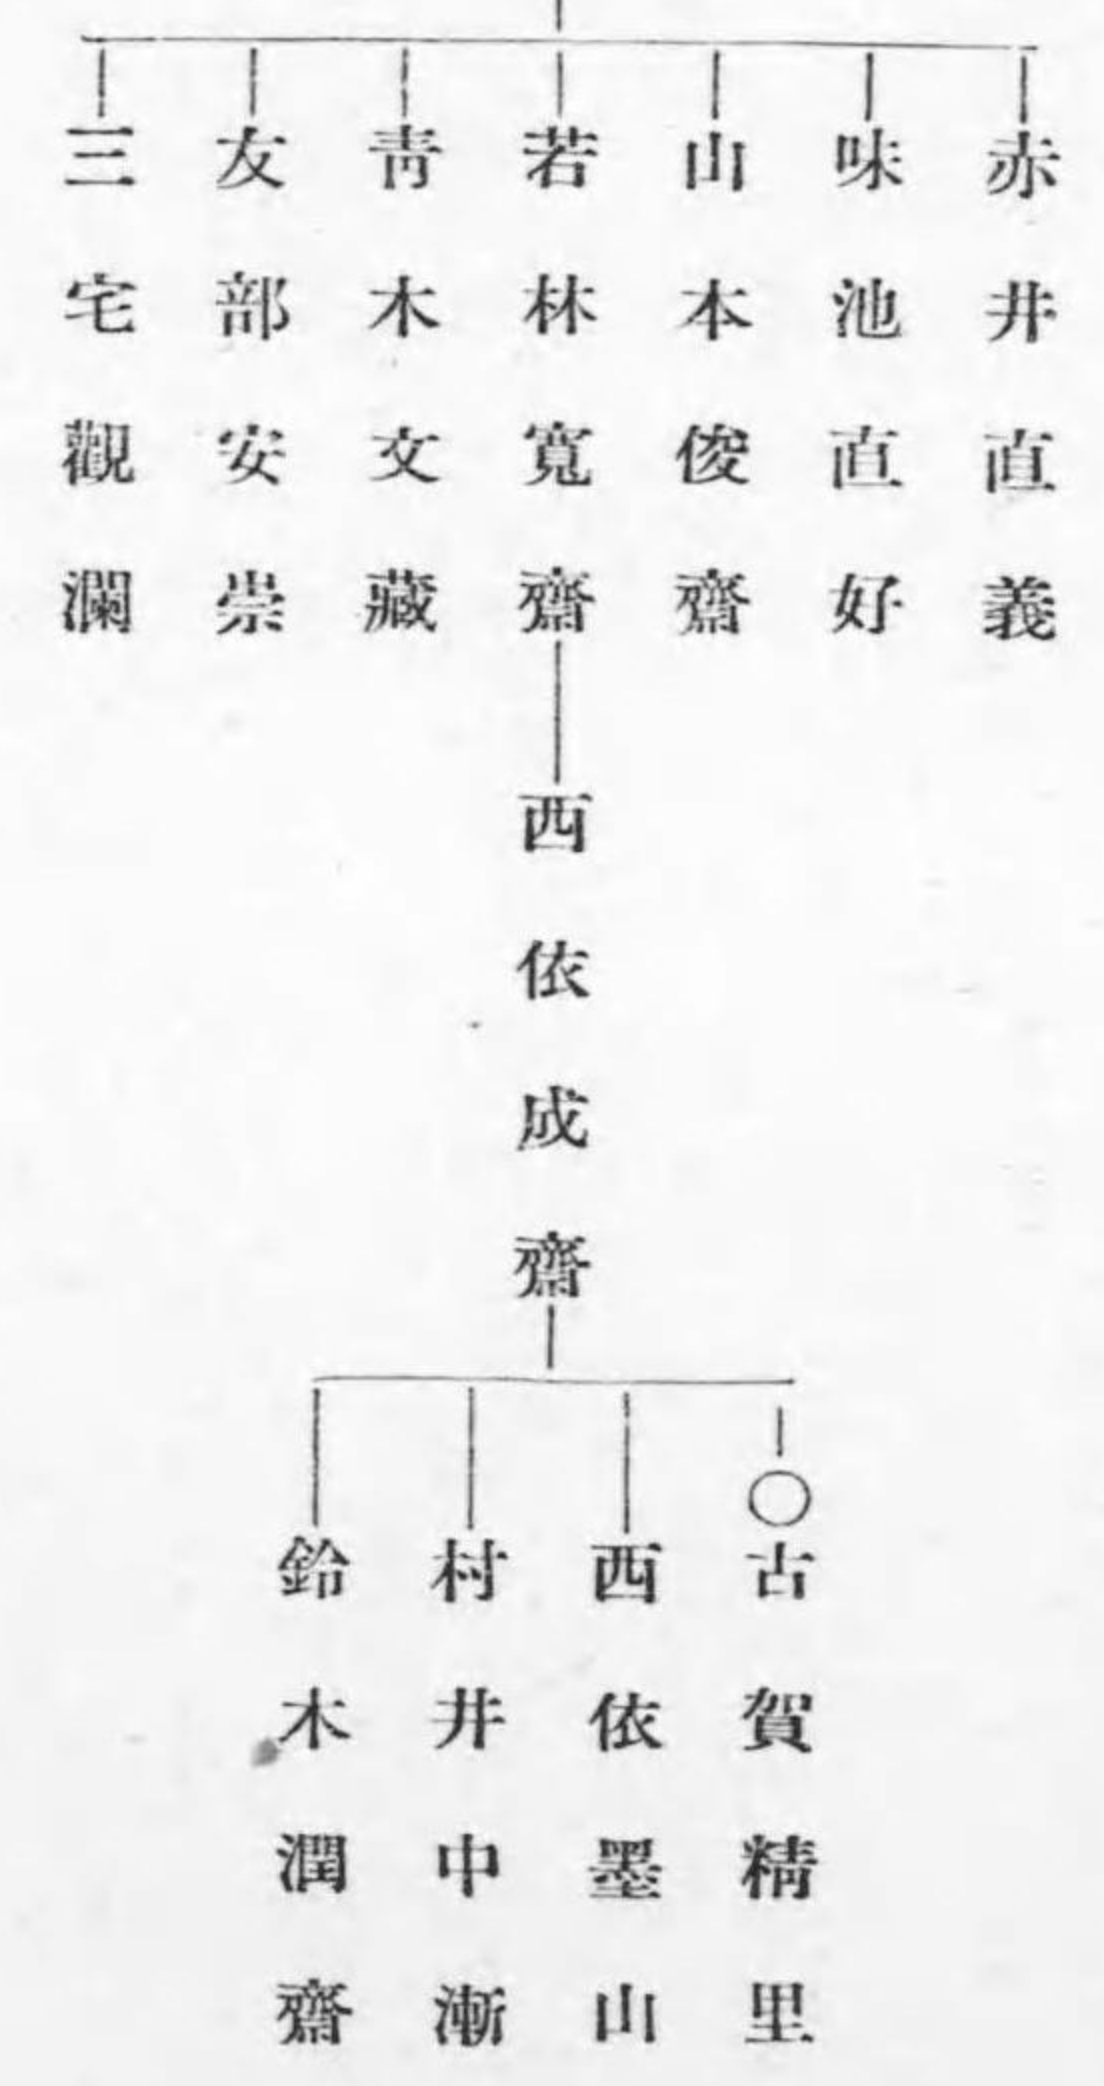 赤井直義
味池直好
山本俊齋
若林寬齋
靑木文藏
友部安崇
三宅觀瀾
西依成齋
○古賀精里
西依墨山
村井中漸
鈴木潤齋